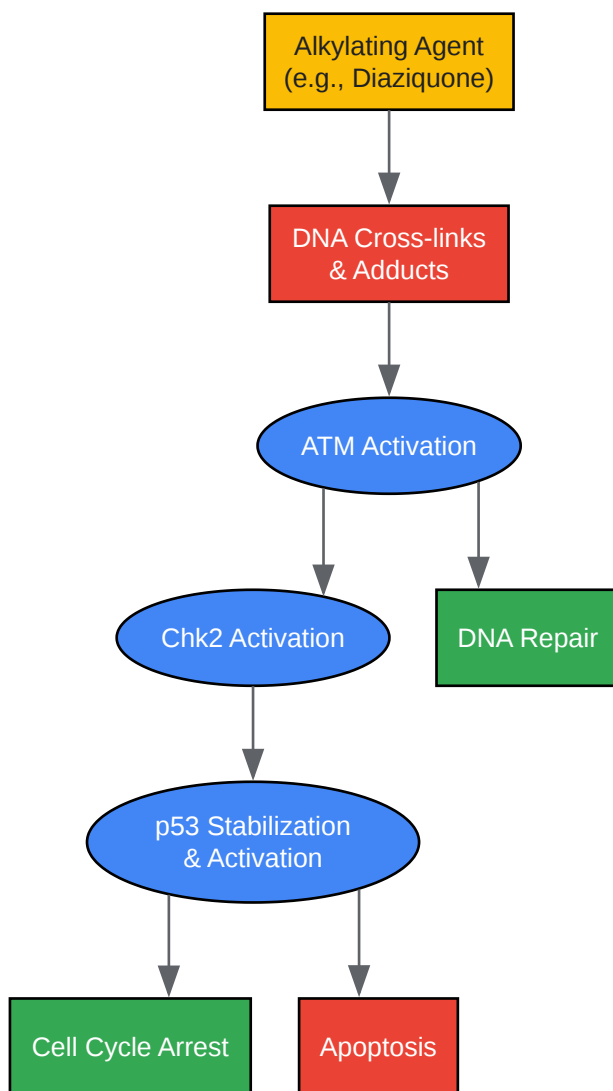 Alkylating Agent
(e.g., Diaziquone)
DNA Cross-links
& Adducts
ATM Activation
Chk2 Activation
DNA Repair
p53 Stabilization
& Activation
Cell Cycle Arrest
Apoptosis